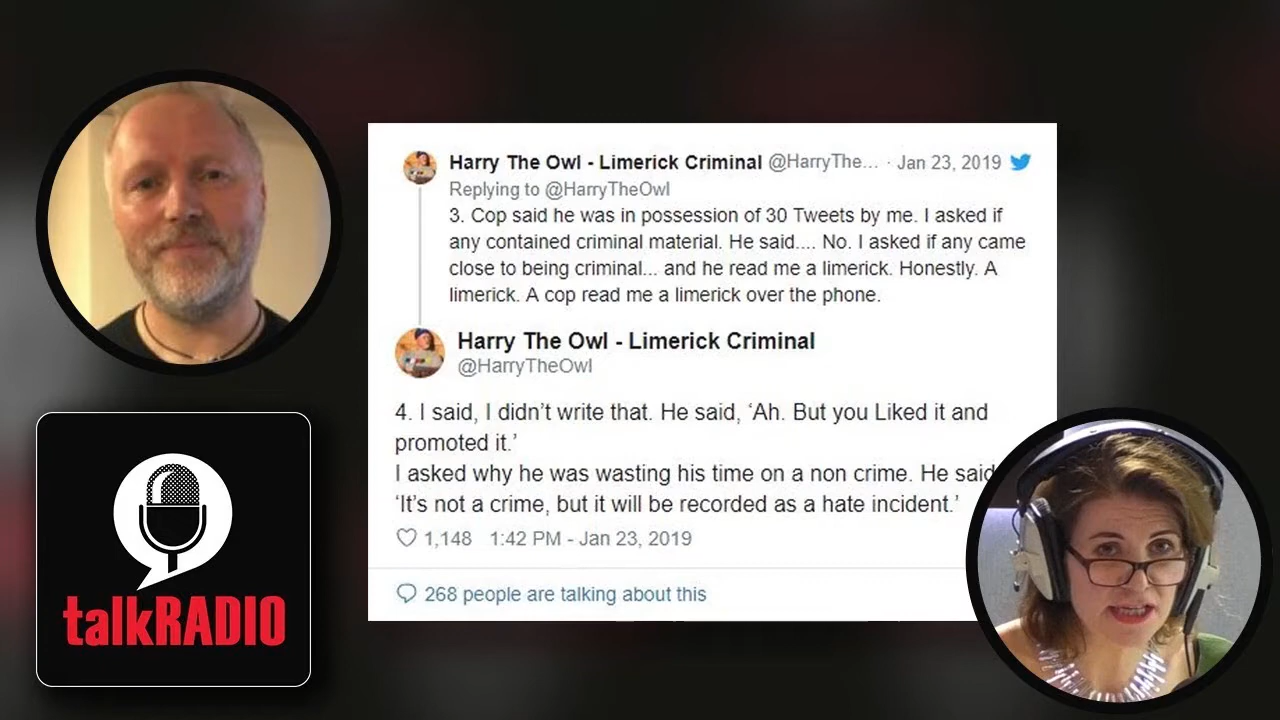 Harry The Owl - Limerick Criminal @HarryThe... · Jan 23, 2019
Replying to @HarryTheOwl
3. Cop said he was in possession of 30 Tweets by me. I asked if
any contained criminal material. He said.... No. I asked if any came
close to being criminal... and he read me a limerick. Honestly. A
limerick. A cop read me a limerick over the phone.
Harry The Owl - Limerick Criminal
@HarryTheOwl
4. I said, I didn’t write that. He said, ‘Ah. But you Liked it and
promoted it.’
I asked why he was wasting his time on a non crime. He said
‘It’s not a crime, but it will be recorded as a hate incident.’
1,148 1:42 PM - Jan 23, 2019
268 people are talking about this
talkRADIO